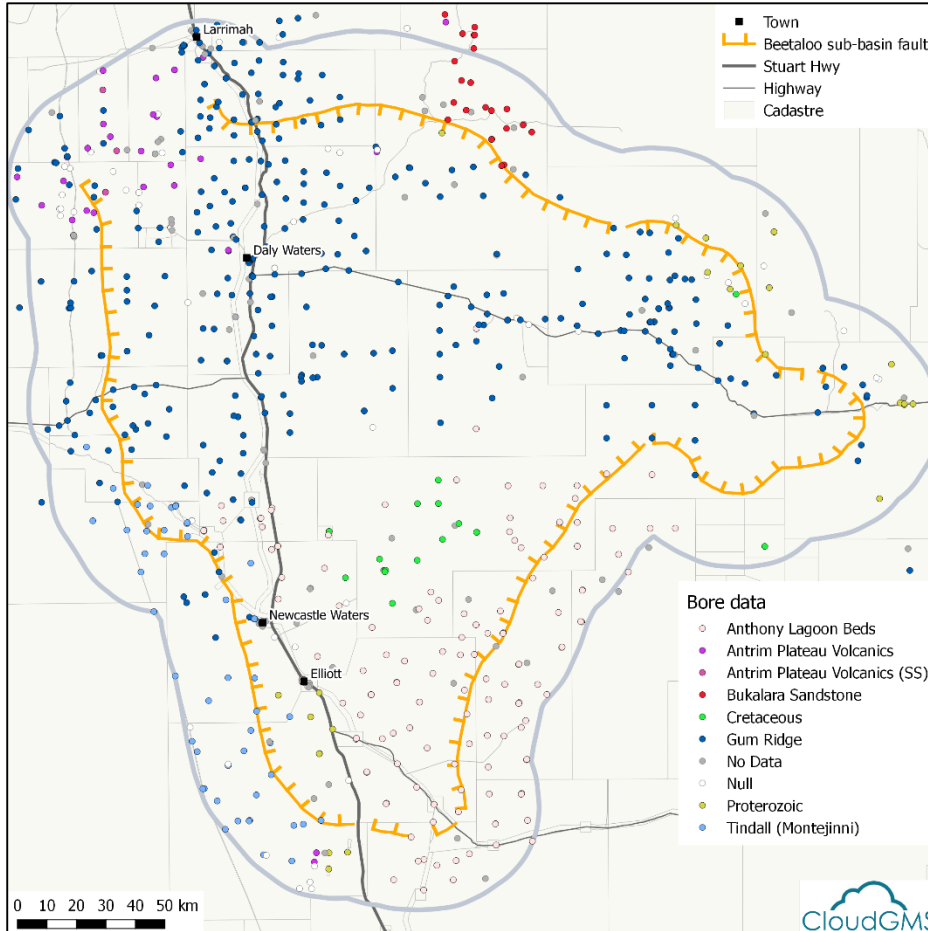 Larrimah
Town
Beetaloo sub-basin fault
Stuart Hwy
Highway
Cadastre
Daly Waters
Newcastle Waters
Elliott
Bore data
Anthony Lagoon Beds
Antrim Plateau Volcanics
Antrim Plateau Volcanics (SS)
Bukalara Sandstone
Cretaceous
Gum Ridge
No Data
Null
Proterozoic
Tindall (Montejinni)
0 10 20 30 40 50 km
CloudGMS